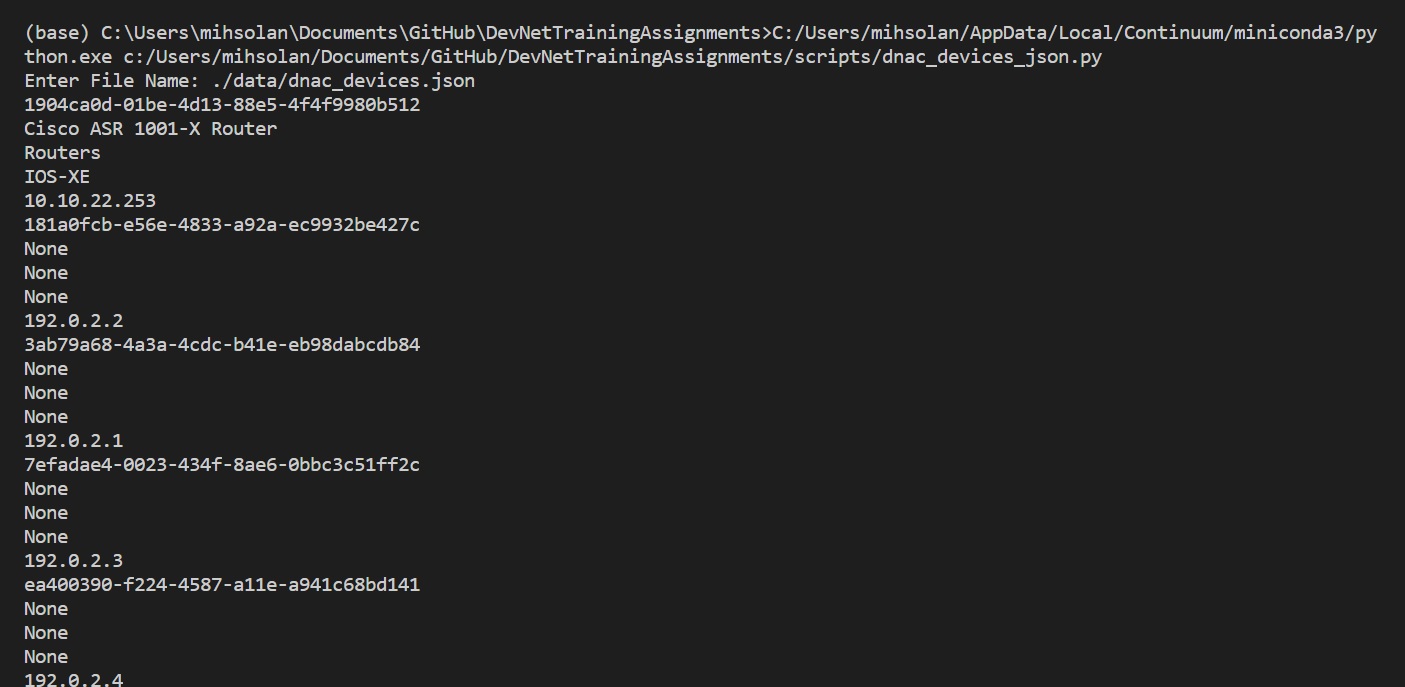 (base) C:\Users\mihsolan\Documents\GitHub\DevNetTrainingAssignments>C:/Users/mihsolan/AppData/Local/Continuum/miniconda3/py
thon.exe c:/Users/mihsolan/Documents/GitHub/DevNetTrainingAssignments/scripts/dnac_devices_json.py
Enter File Name: ./data/dnac_devices.json
1904ca0d-01be-4d13-88e5-4f4f9980b512
Cisco ASR 1001-X Router
Routers
IOS-XE
10.10.22.253
181a0fcb-e56e-4833-a92a-ec9932be427c
None
None
None
192.0.2.2
3ab79a68-4a3a-4cdc-b41e-eb98dabcdb84
None
None
None
192.0.2.1
7efadae4-0023-434f-8ae6-0bbc3c51ff2c
None
None
None
192.0.2.3
ea400390-f224-4587-a11e-a941c68bd141
None
None
None
192.0.2.4